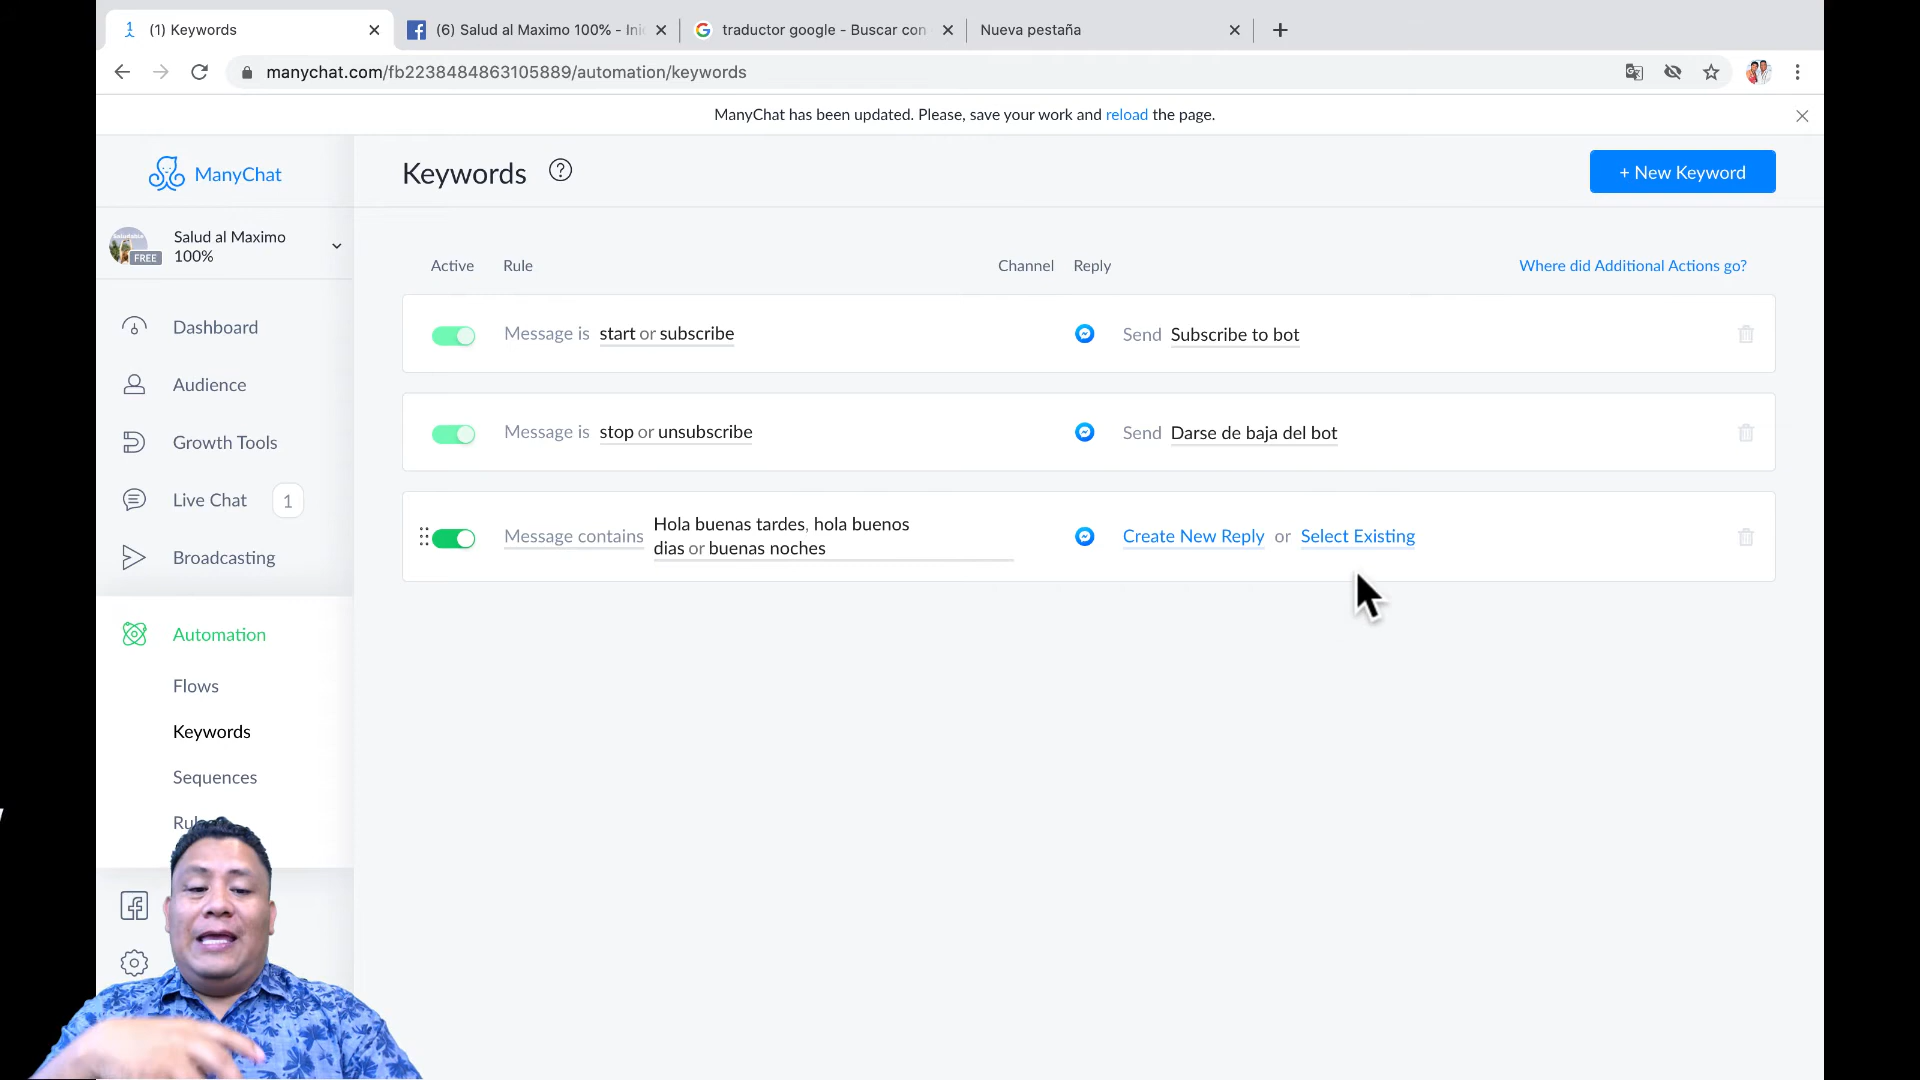 (1) Keywords
(6) Salud al Maximo 100% - Ini
traductor google - Buscar con
Nueva pestaña
manychat.com/fb2238484863105889/automation/keywords
ManyChat has been updated. Please, save your work and reload the page.
ManyChat
Keywords
?
+ New Keyword
Salud al Maximo
100%
FREE
Active
Rule
Channel
Reply
Where did Additional Actions go?
Dashboard
Audience
Growth Tools
Live Chat
1
Broadcasting
Automation
Flows
Keywords
Sequences
Message is start or subscribe
Send Subscribe to bot
Message is stop or unsubscribe
Send Darse de baja del bot
Message contains
Hola buenas tardes, hola buenos
dias or buenas noches
Create New Reply or Select Existing